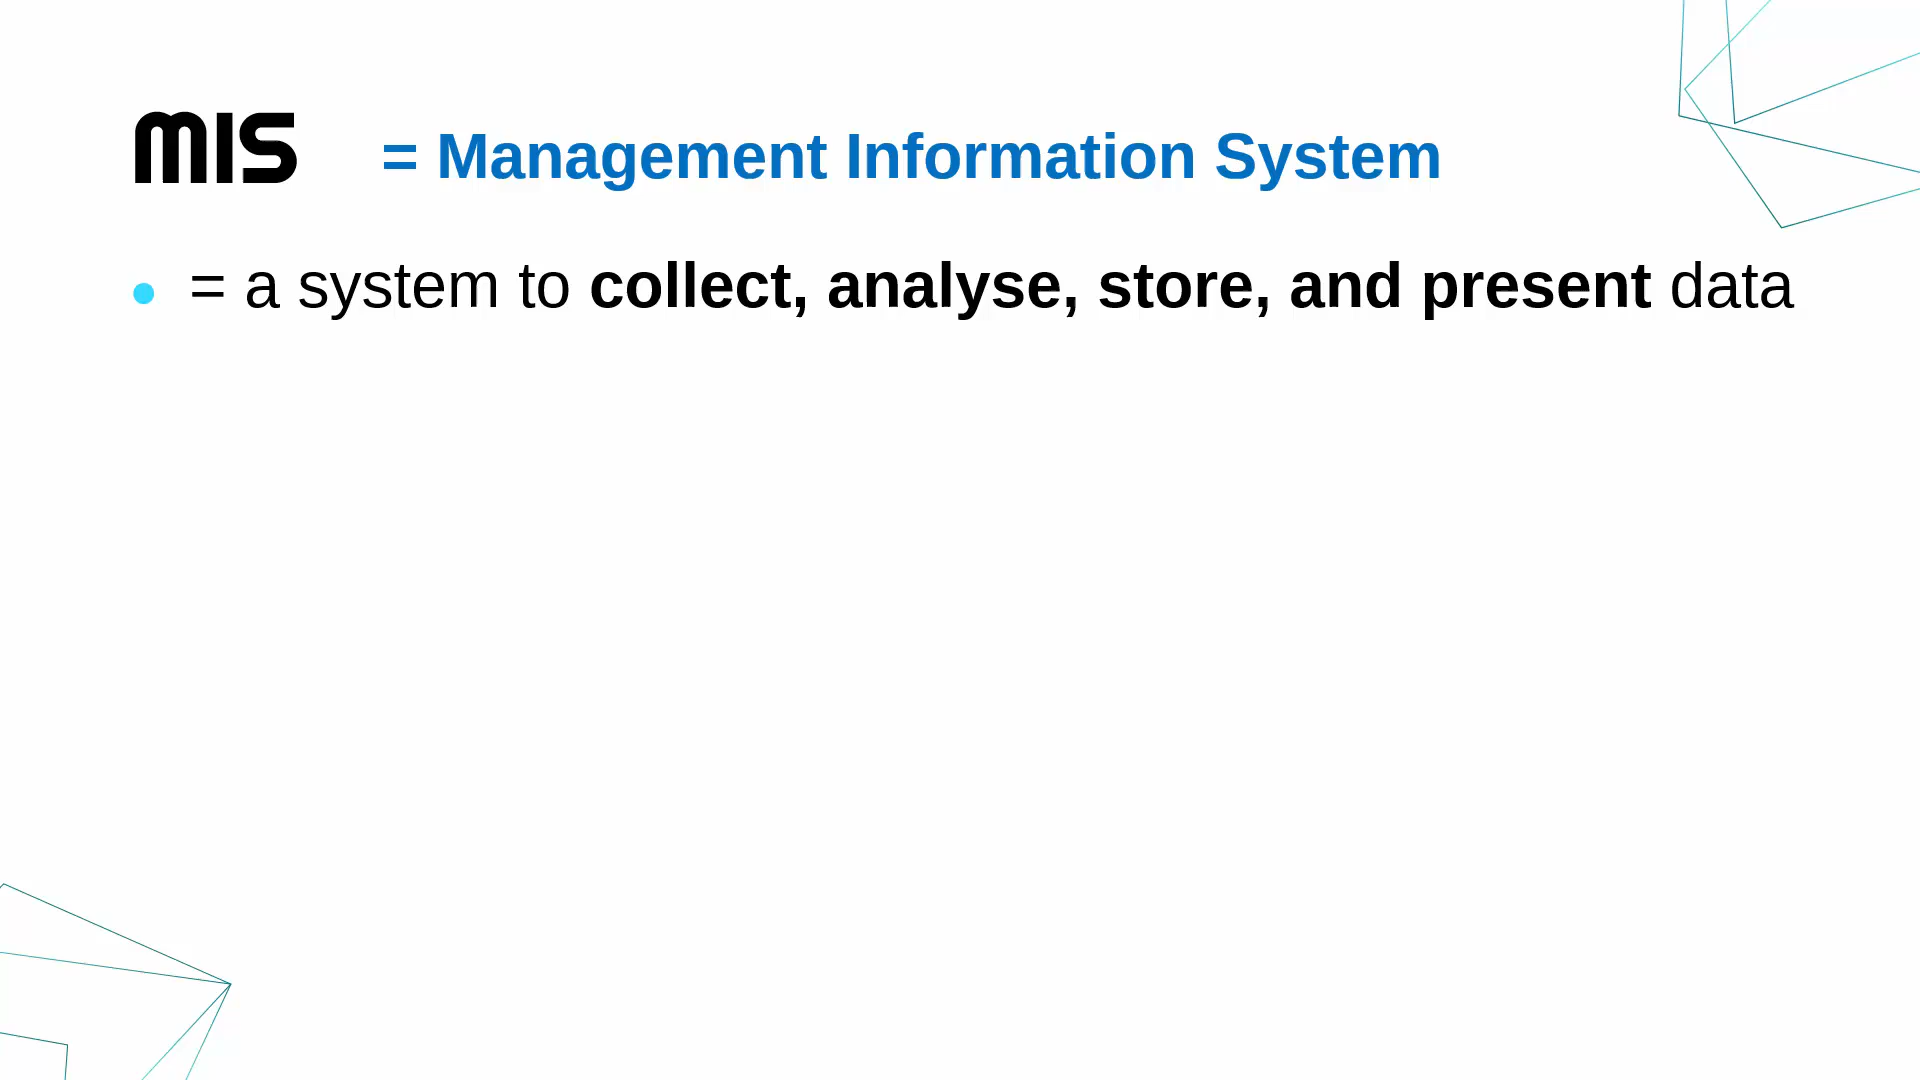 MIS = Management Information System
= a system to collect, analyse, store, and present data